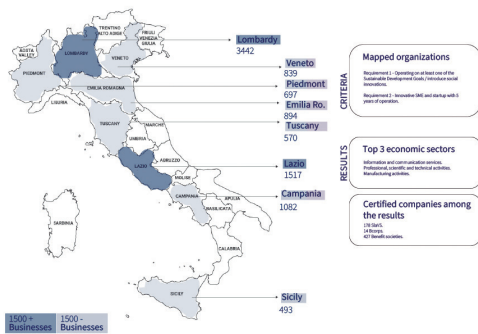 TRENTINO
ALTO ADIGE
FRIULI
VENEZIA
GIULIA
AOSTA
VALLEY
LOMBARDY
VENETO
PIEDMONT
EMILIA ROMAGNA
LIGURIA
TUSCANY
MARCHE
UMBRIA
LAZIO
ABRUZZO
MOLISE
CAMPANIA
APULIA
BASILICATA
SARDINIA
CALABRIA
SICILY
Lombardy
3442
Veneto
839
Piedmont
697
Emilia Ro.
894
Tuscany
570
Lazio
1517
Campania
1082
Sicily
493
1500 +
Businesses
1500 -
Businesses
CRITERIA
Mapped organizations
Requirement 1 - Operating on at least one of the
Sustainable Development Goals / introduce social
innovations.
Requirement 2 - Innovative SME and startup with 5
years of operation.
RESULTS
Top 3 economic sectors
Information and communication services.
Professional, scientific and technical activities.
Manufacturing activities.
Certified companies among
the results
178 SIaVS.
14 Bcorps.
427 Benefit societies.